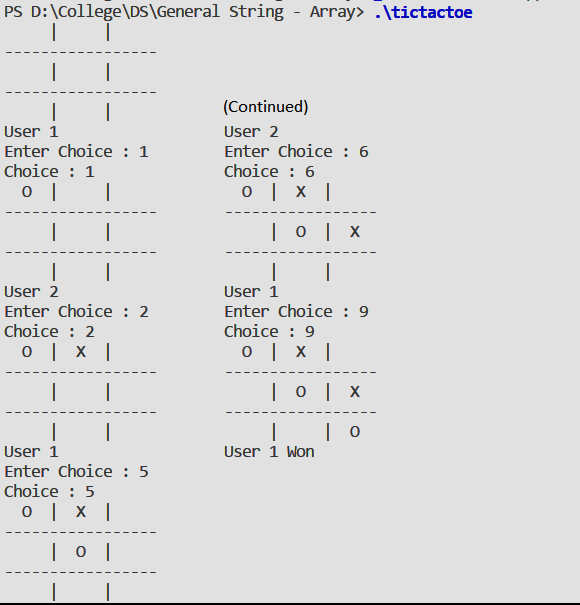 PS D:\College\DS\General String - Array> .\tictactoe
     |     |
-----------------
     |     |
-----------------
     |     |
User 1
Enter Choice : 1
Choice : 1
  O  |     |
-----------------
     |     |
-----------------
     |     |
User 2
Enter Choice : 2
Choice : 2
  O  |  X  |
-----------------
     |     |
-----------------
     |     |
User 1
Enter Choice : 5
Choice : 5
  O  |  X  |
-----------------
     |  O  |
-----------------
     |     |
(Continued)
User 2
Enter Choice : 6
Choice : 6
  O  |  X  |
-----------------
     |  O  |  X
-----------------
     |     |
User 1
Enter Choice : 9
Choice : 9
  O  |  X  |
-----------------
     |  O  |  X
-----------------
     |     |  O
User 1 Won